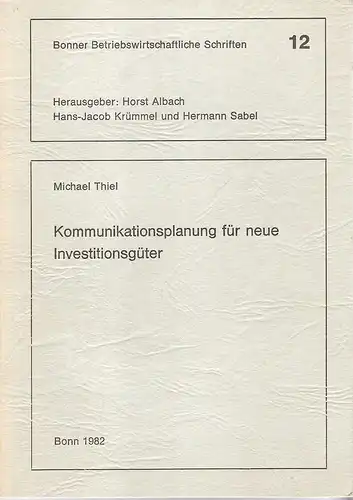 Bonner Betriebswirtschaftliche Schriften 12
Herausgeber: Horst Albach
Hans-Jacob Krümmel und Hermann Sabel
Michael Thiel
Kommunikationsplanung für neue
Investitionsgüter
Bonn 1982